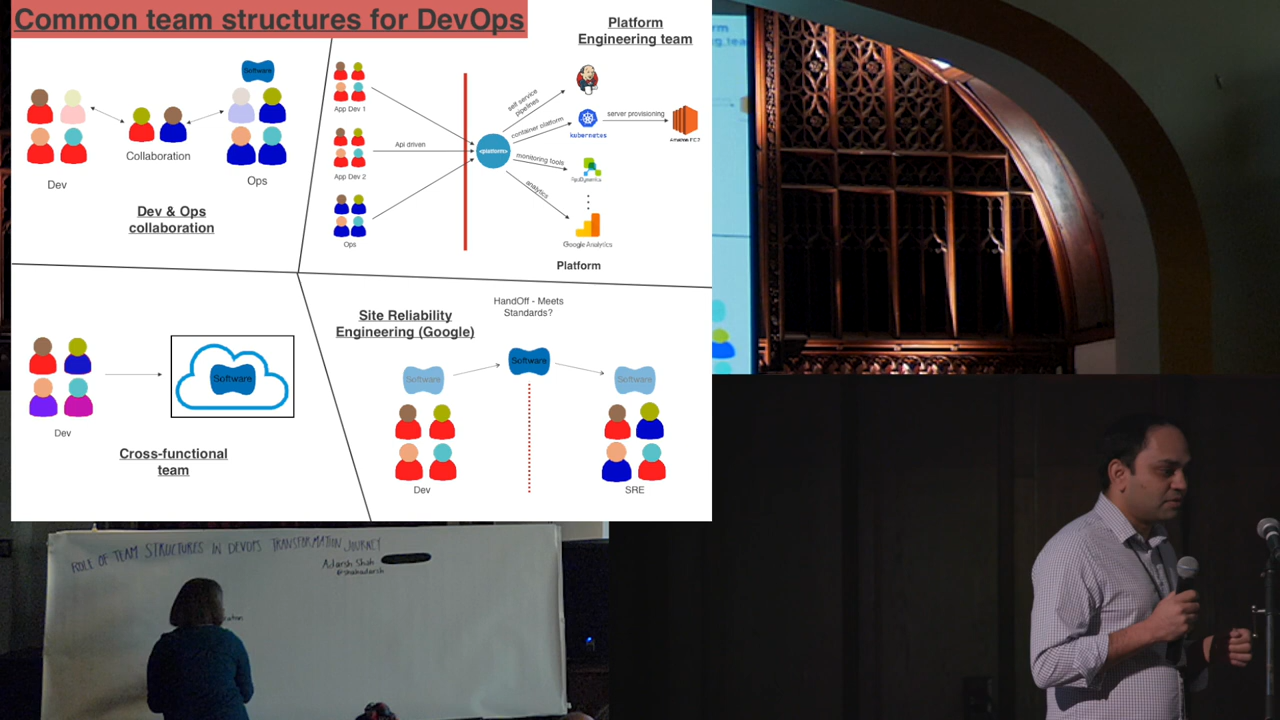 Common team structures for DevOps
Software
Collaboration
Dev
Ops
Dev & Ops
collaboration
Platform
Engineering team
App Dev 1
App Dev 2
Ops
Api driven
<platform>
self service
pipelines
container platform
kubernetes
server provisioning
Amazon EC2
monitoring tools
AppDynamics
analytics
Google Analytics
Platform
Dev
Software
Cross-functional
team
Site Reliability
Engineering (Google)
HandOff - Meets
Standards?
Software
Software
Software
Dev
SRE
ROLE OF TEAM STRUCTURES IN DEVOPS TRANSFORMATION JOURNEY
Adarsh Shah
@shahadarsh